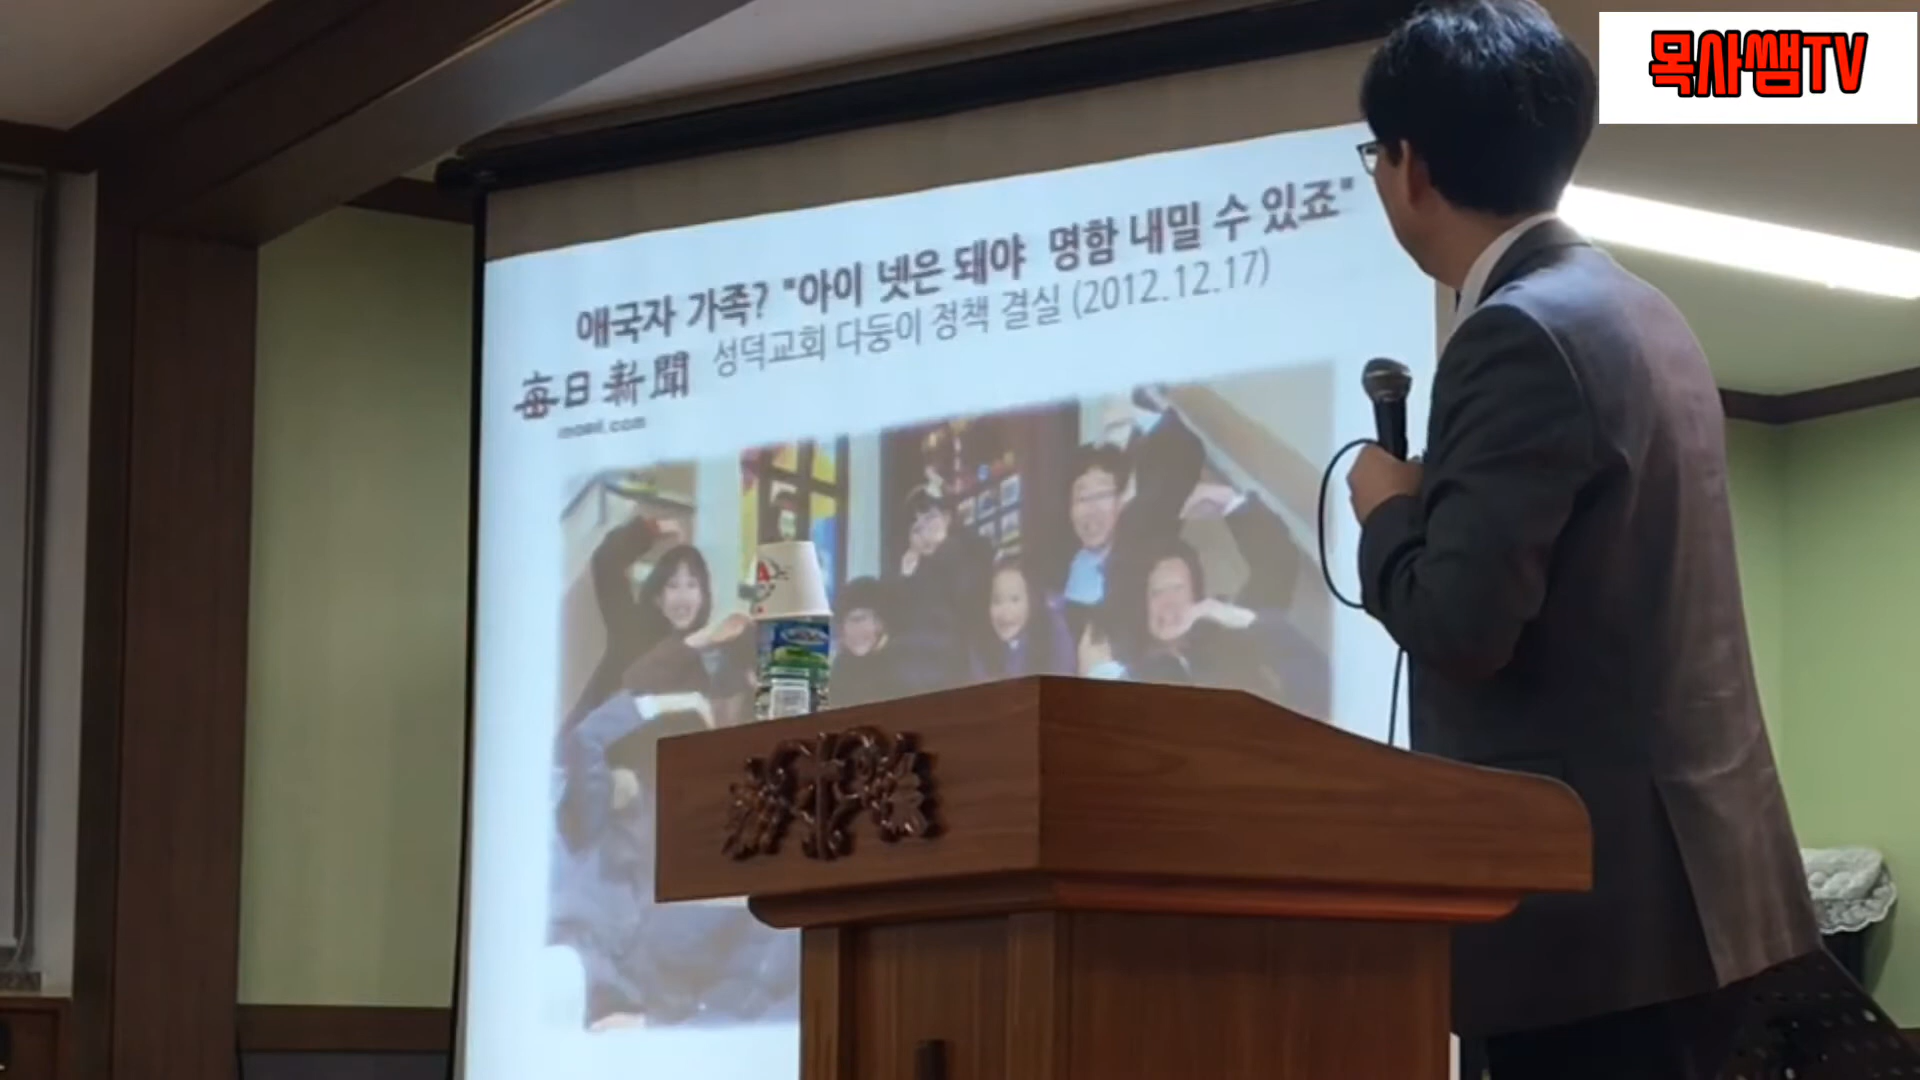 목사쌤TV
애국자 가족? "아이 넷은 돼야 명함 내밀 수 있죠"
성덕교회 다둥이 정책 결실 (2012.12.17)
每日新聞
imaeil.com